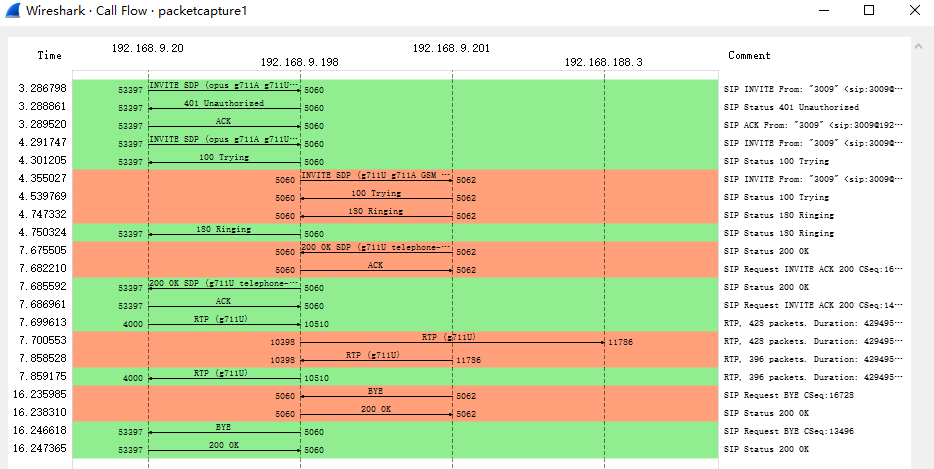 Wireshark · Call Flow · packetcapture1
192.168.9.20 192.168.9.201
Time 192.168.9.198 192.168.188.3 Comment
3.286798 53397 INVITE SDP (opus g711A g711U… 5060 SIP INVITE From: "3009" <sip:3009@…
3.288861 53397 401 Unauthorized 5060 SIP Status 401 Unauthorized
3.289520 53397 ACK 5060 SIP ACK From: "3009" <sip:3009@192…
4.291747 53397 INVITE SDP (opus g711A g711U… 5060 SIP INVITE From: "3009" <sip:3009@…
4.301205 53397 100 Trying 5060 SIP Status 100 Trying
4.355027 5060 INVITE SDP (g711U g711A GSM … 5062 SIP INVITE From: "3009" <sip:3009@…
4.539769 5060 100 Trying 5062 SIP Status 100 Trying
4.747332 5060 180 Ringing 5062 SIP Status 180 Ringing
4.750324 53397 180 Ringing 5060 SIP Status 180 Ringing
7.675505 5060 200 OK SDP (g711U telephone-… 5062 SIP Status 200 OK
7.682210 5060 ACK 5062 SIP Request INVITE ACK 200 CSeq:16…
7.685592 53397 200 OK SDP (g711U telephone-… 5060 SIP Status 200 OK
7.686961 53397 ACK 5060 SIP Request INVITE ACK 200 CSeq:14…
7.699613 4000 RTP (g711U) 10510 RTP, 428 packets. Duration: 429495…
7.700553 10398 RTP (g711U) 11786 RTP, 428 packets. Duration: 429495…
7.858528 10398 RTP (g711U) 11786 RTP, 396 packets. Duration: 429495…
7.859175 4000 RTP (g711U) 10510 RTP, 396 packets. Duration: 429495…
16.235985 5060 BYE 5062 SIP Request BYE CSeq:16728
16.238310 5060 200 OK 5062 SIP Status 200 OK
16.246618 53397 BYE 5060 SIP Request BYE CSeq:13496
16.247365 53397 200 OK 5060 SIP Status 200 OK